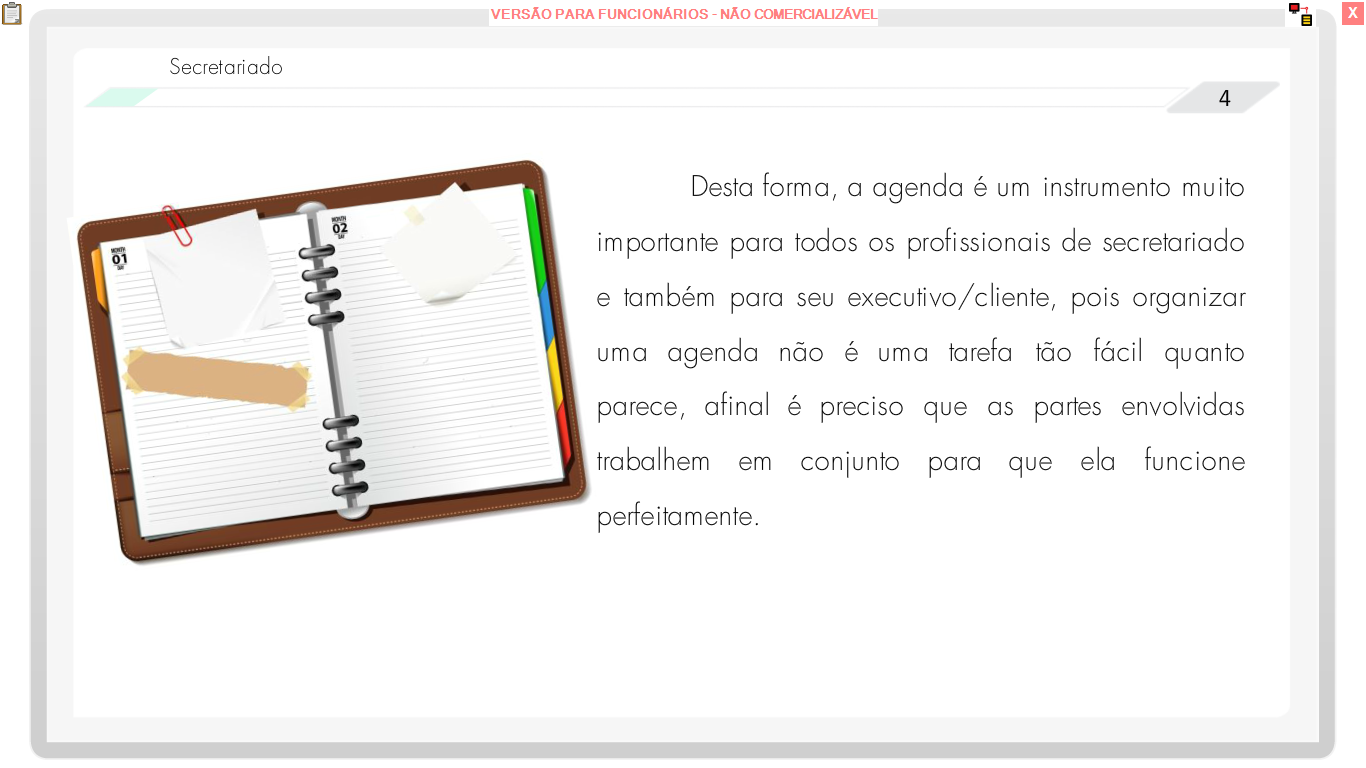 VERSÃO PARA FUNCIONÁRIOS - NÃO COMERCIALIZÁVEL
X
Secretariado
4
Desta forma, a agenda é um instrumento muito
importante para todos os profissionais de secretariado
e também para seu executivo/cliente, pois organizar
uma agenda não é uma tarefa tão fácil quanto
parece, afinal é preciso que as partes envolvidas
trabalhem em conjunto para que ela funcione
perfeitamente.
MONTH
01
DAY
MONTH
02
DAY